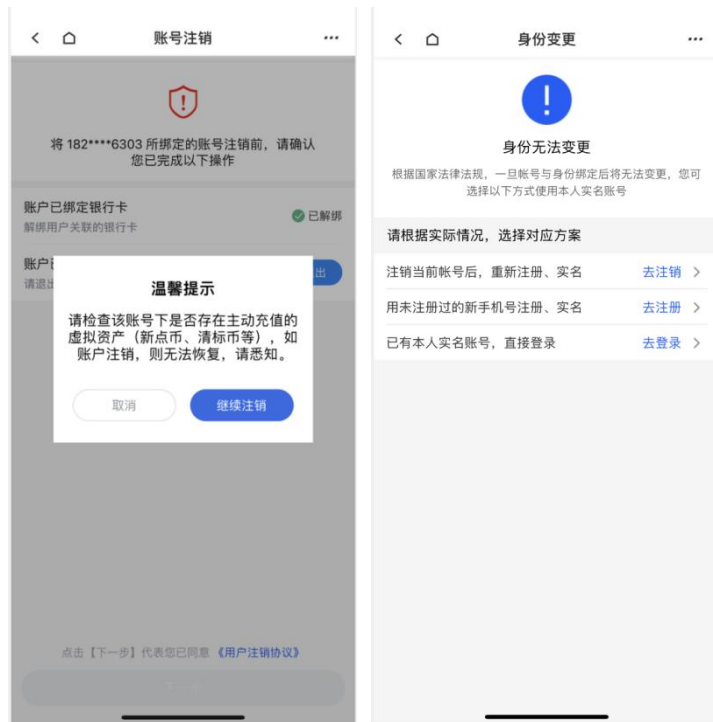 账号注销
将 182****6303 所绑定的账号注销前，请确认
您已完成以下操作
账户已绑定银行卡
解绑用户关联的银行卡
已解绑
账户
请退出
出
温馨提示
请检查该账号下是否存在主动充值的
虚拟资产（新点币、清标币等），如
账户注销，则无法恢复，请悉知。
取消
继续注销
点击【下一步】代表您已同意《用户注销协议》
身份变更
身份无法变更
根据国家法律法规，一旦帐号与身份绑定后将无法变更，您可
选择以下方式使用本人实名账号
请根据实际情况，选择对应方案
注销当前帐号后，重新注册、实名
去注销
用未注册过的新手机号注册、实名
去注册
已有本人实名账号，直接登录
去登录